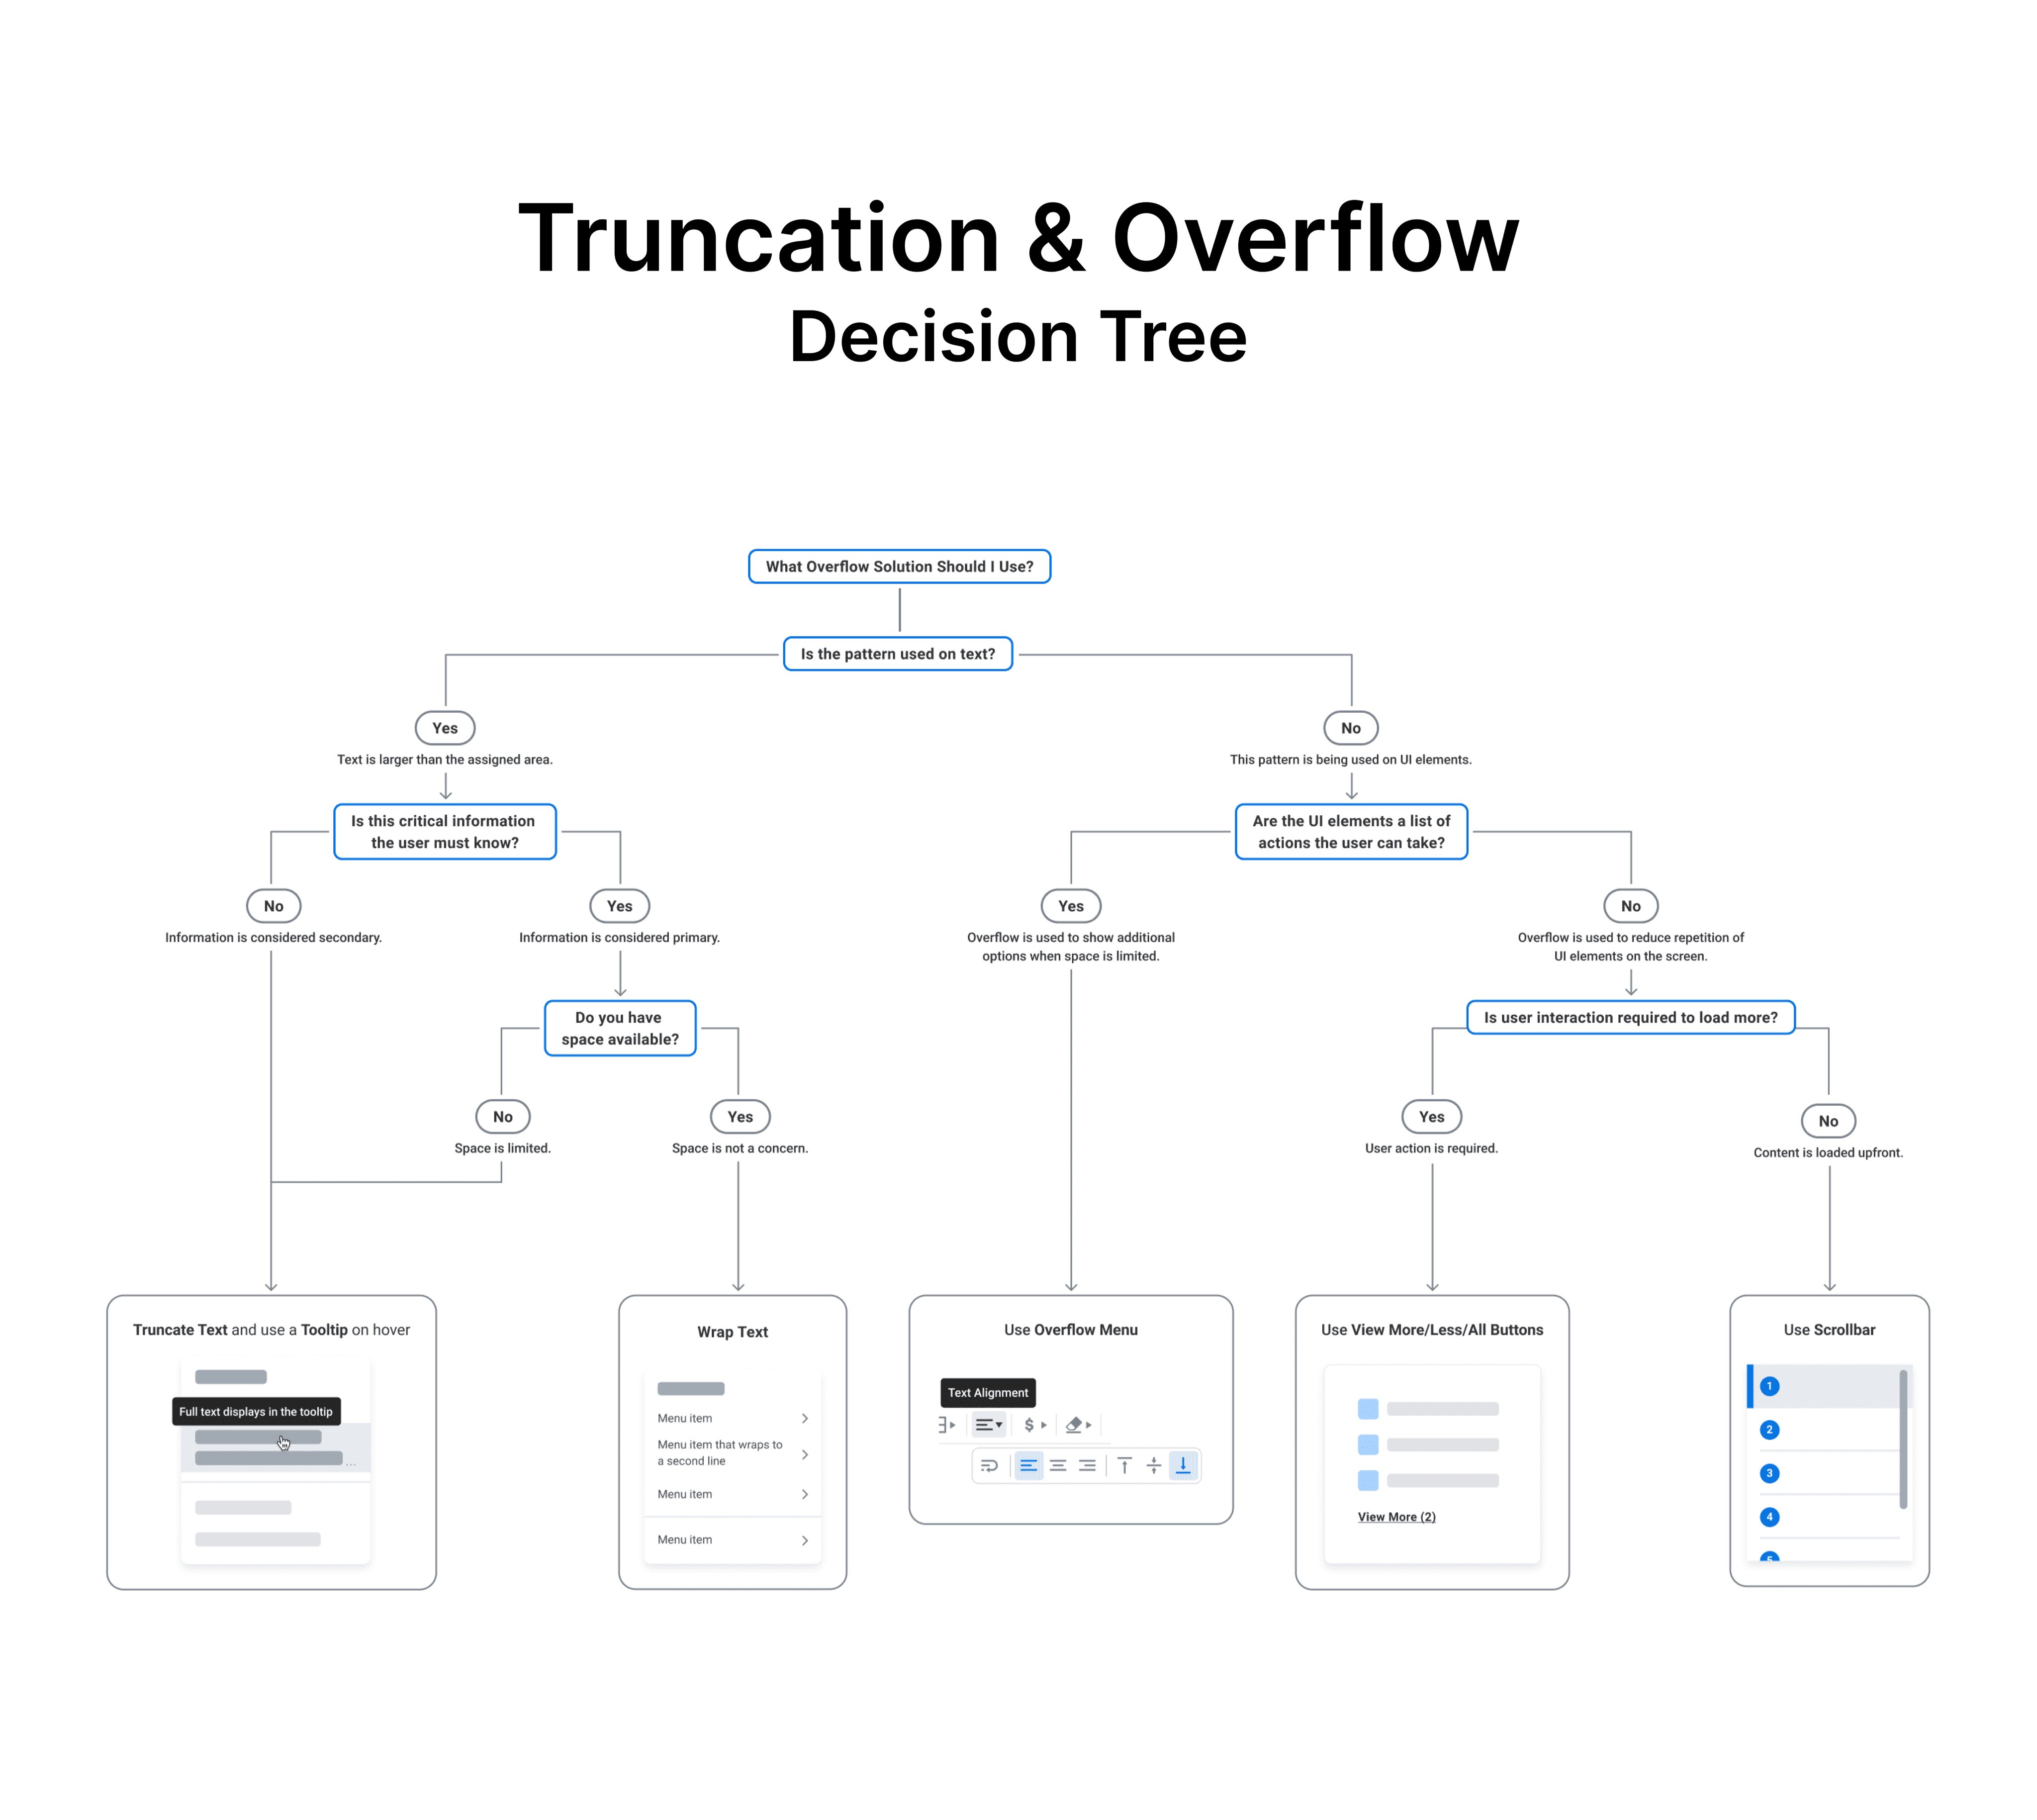 Truncation & Overflow
Decision Tree
What Overflow Solution Should I Use?
Is the pattern used on text?
Yes
Text is larger than the assigned area.
No
This pattern is being used on UI elements.
Is this critical information
the user must know?
Are the UI elements a list of
actions the user can take?
No
Information is considered secondary.
Yes
Information is considered primary.
Yes
Overflow is used to show additional
options when space is limited.
No
Overflow is used to reduce repetition of
UI elements on the screen.
Do you have
space available?
Is user interaction required to load more?
No
Space is limited.
Yes
Space is not a concern.
Yes
User action is required.
No
Content is loaded upfront.
Truncate Text and use a Tooltip on hover
Full text displays in the tooltip
...
Wrap Text
Menu item
Menu item that wraps to
a second line
Menu item
Menu item
Use Overflow Menu
Text Alignment
$
Use View More/Less/All Buttons
View More (2)
Use Scrollbar
1
2
3
4
5